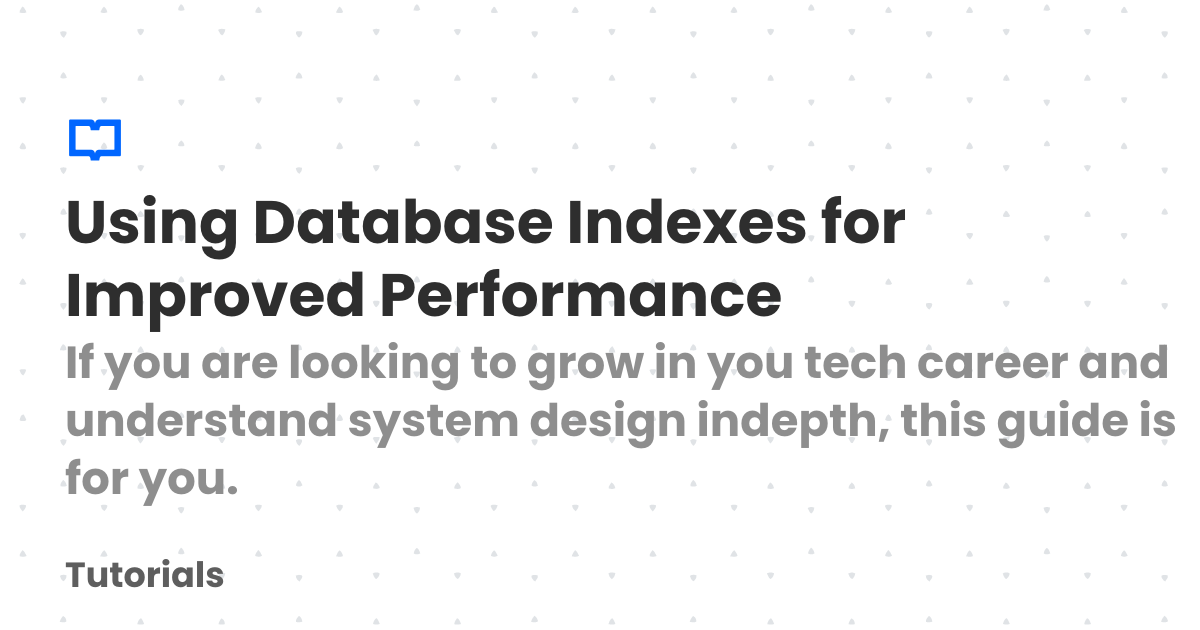 Using Database Indexes for
Improved Performance
If you are looking to grow in you tech career and
understand system design indepth, this guide is
for you.
Tutorials